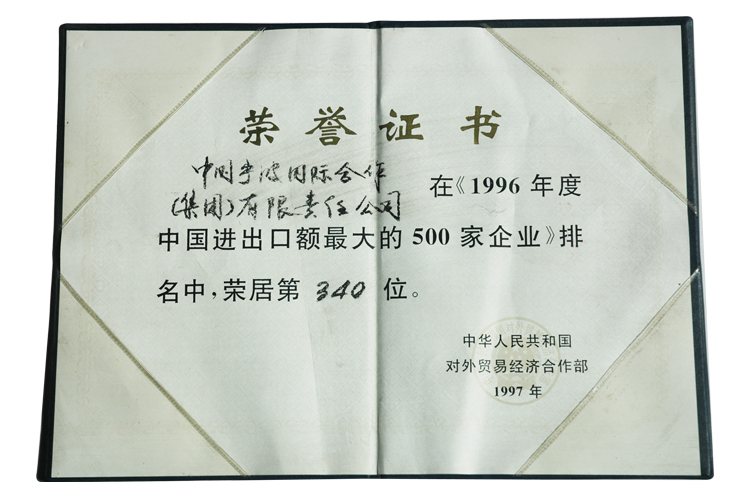 荣誉证书
中国宁波国际合作
(集团)有限责任公司 在《1996 年度
中国进出口额最大的 500 家企业》排
名中，荣居第 340 位。
中华人民共和国
对外贸易经济合作部
1997 年